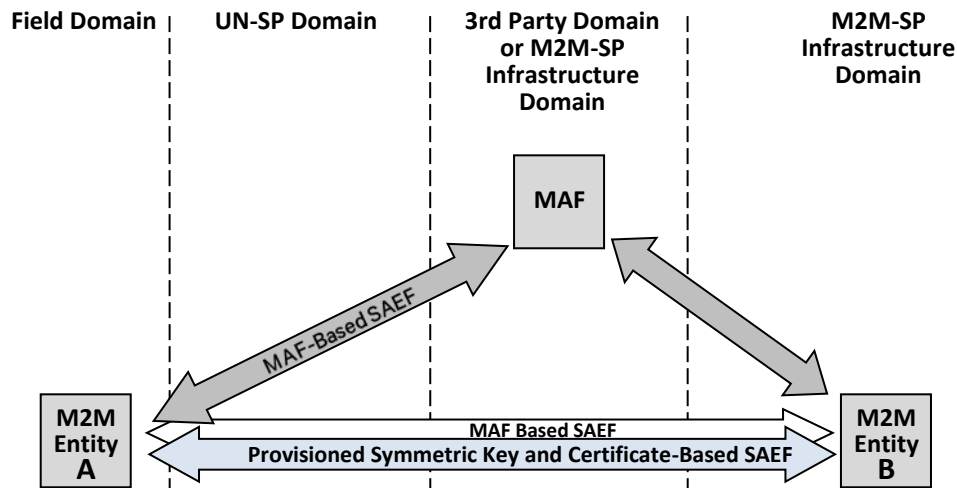 Field Domain
UN-SP Domain
3rd Party Domain
or M2M-SP
Infrastructure
Domain
M2M-SP
Infrastructure
Domain
MAF
MAF-Based SAEF
M2M
Entity
A
MAF Based SAEF
Provisioned Symmetric Key and Certificate-Based SAEF
M2M
Entity
B